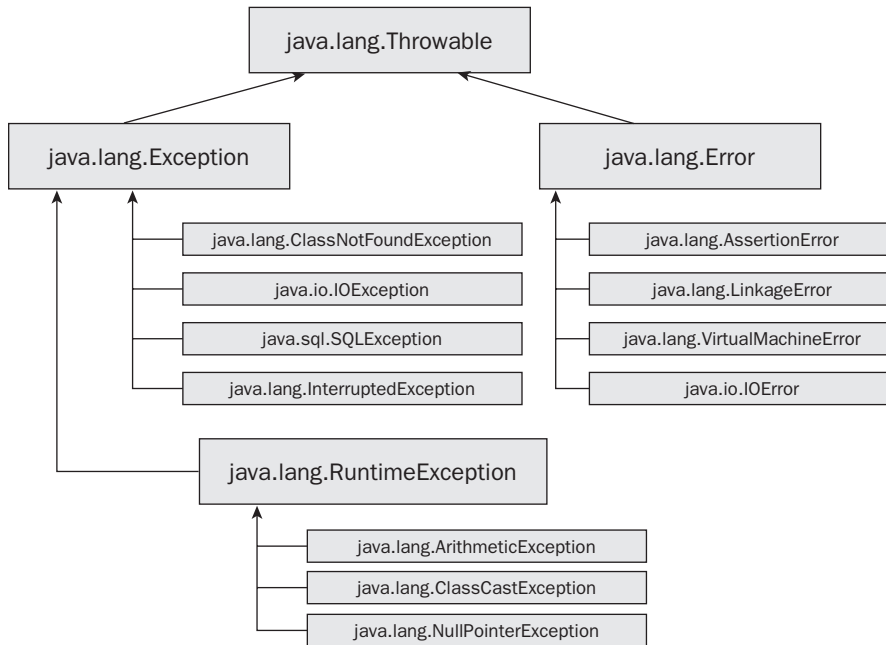 java.lang.Throwable
java.lang.Exception
java.lang.Error
java.lang.ClassNotFoundException
java.io.IOException
java.sql.SQLException
java.lang.InterruptedException
java.lang.AssertionError
java.lang.LinkageError
java.lang.VirtualMachineError
java.io.IOError
java.lang.RuntimeException
java.lang.ArithmeticException
java.lang.ClassCastException
java.lang.NullPointerException